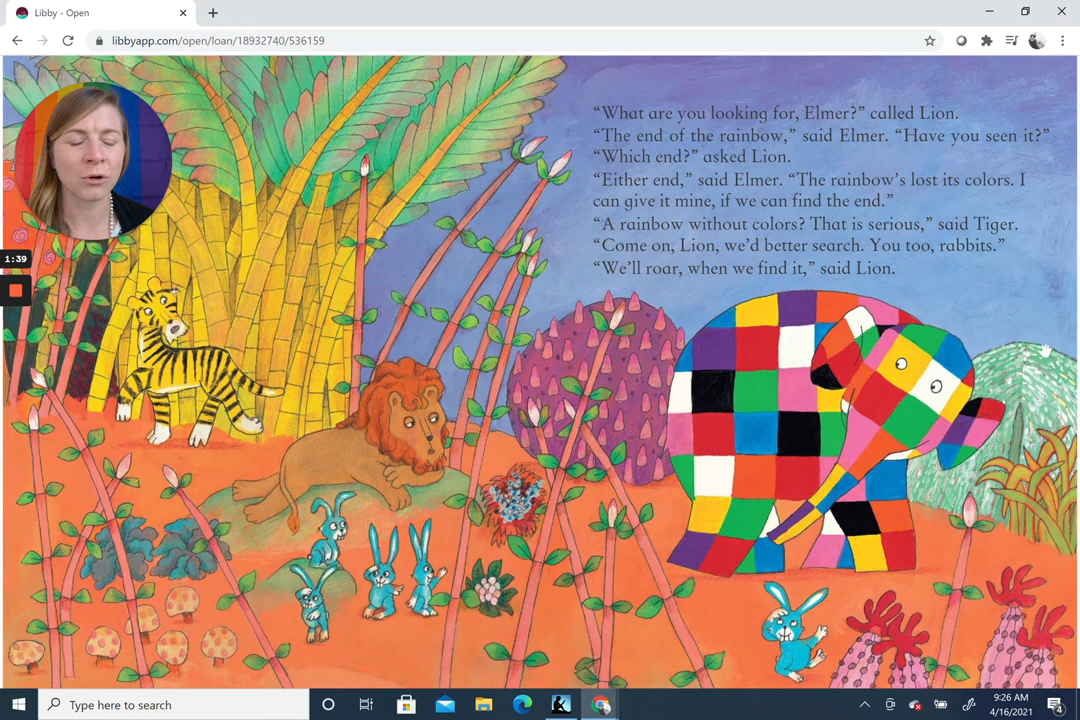 Libby - Open
libbyapp.com/open/loan/18932740/536159
“What are you looking for, Elmer?” called Lion.
“The end of the rainbow,” said Elmer. “Have you seen it?”
“Which end?” asked Lion.
“Either end,” said Elmer. “The rainbow’s lost its colors. I
can give it mine, if we can find the end.”
“A rainbow without colors? That is serious,” said Tiger.
“Come on, Lion, we’d better search. You too, rabbits.”
“We’ll roar, when we find it,” said Lion.
1:39
Type here to search
9:26 AM
4/16/2021
4